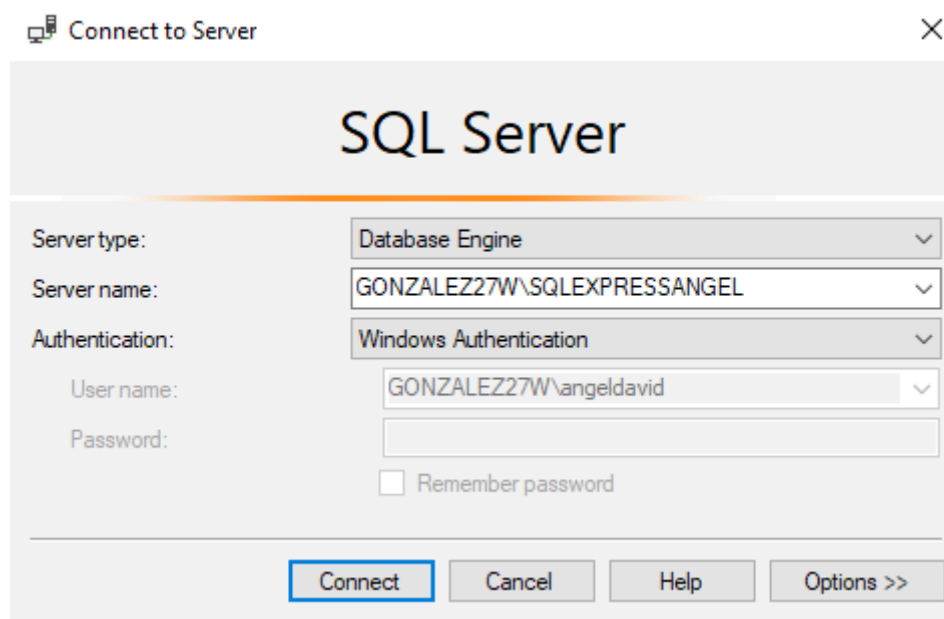 Connect to Server
SQL Server
Server type: Database Engine
Server name: GONZALEZ27W\SQLEXPRESSANGEL
Authentication: Windows Authentication
User name: GONZALEZ27W\angeldavid
Password:
Remember password
Connect Cancel Help Options >>